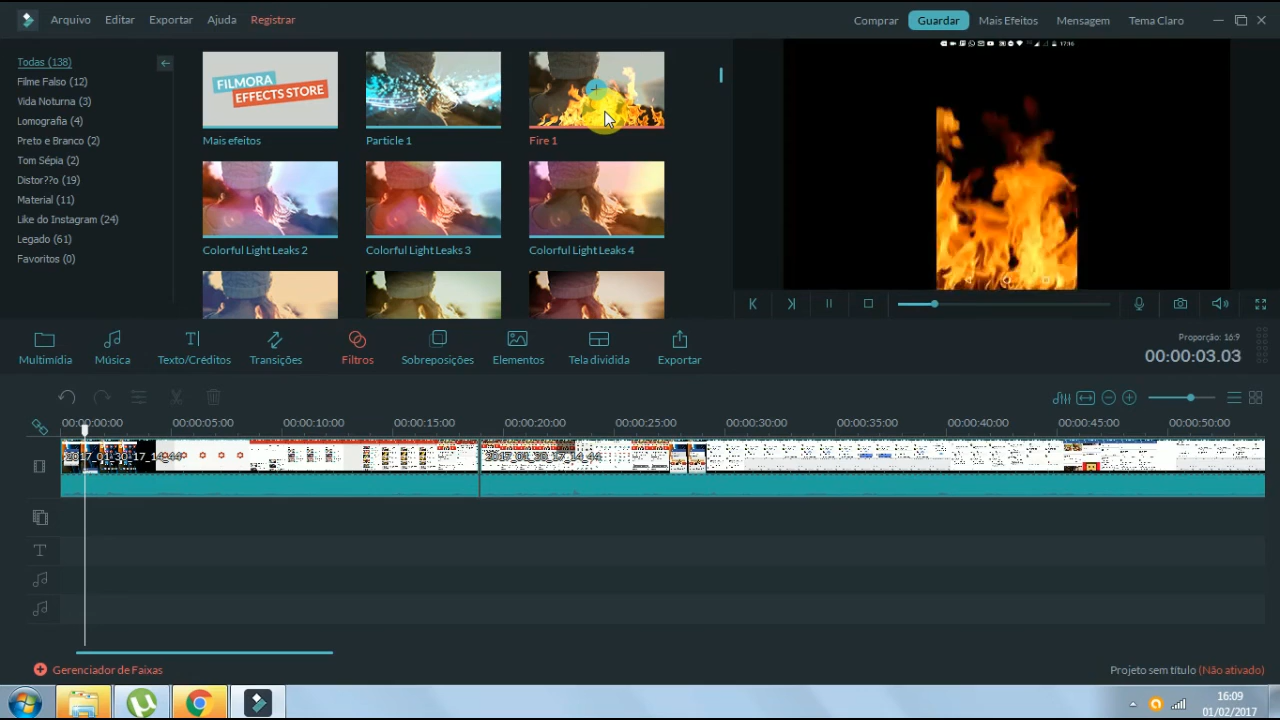 Arquivo Editar Exportar Ajuda Registrar Comprar Guardar Mais Efeitos Mensagem Tema Claro
Todas (138)
Filme Falso (12)
Vida Noturna (3)
Lomografia (4)
Preto e Branco (2)
Tom Sépia (2)
Distor??o (19)
Material (11)
Like do Instagram (24)
Legado (61)
Favoritos (0)
FILMORA
EFFECTS STORE
Mais efeitos Particle 1 Fire 1
Colorful Light Leaks 2 Colorful Light Leaks 3 Colorful Light Leaks 4
17:16
Multimídia Música Texto/Créditos Transições Filtros Sobreposições Elementos Tela dividida Exportar
Proporção: 16:9
00:00:03.03
00:00:00:00 00:00:05:00 00:00:10:00 00:00:15:00 00:00:20:00 00:00:25:00 00:00:30:00 00:00:35:00 00:00:40:00 00:00:45:00 00:00:50:00
Gerenciador de Faixas
Projeto sem título (Não ativado)
16:09
01/02/2017